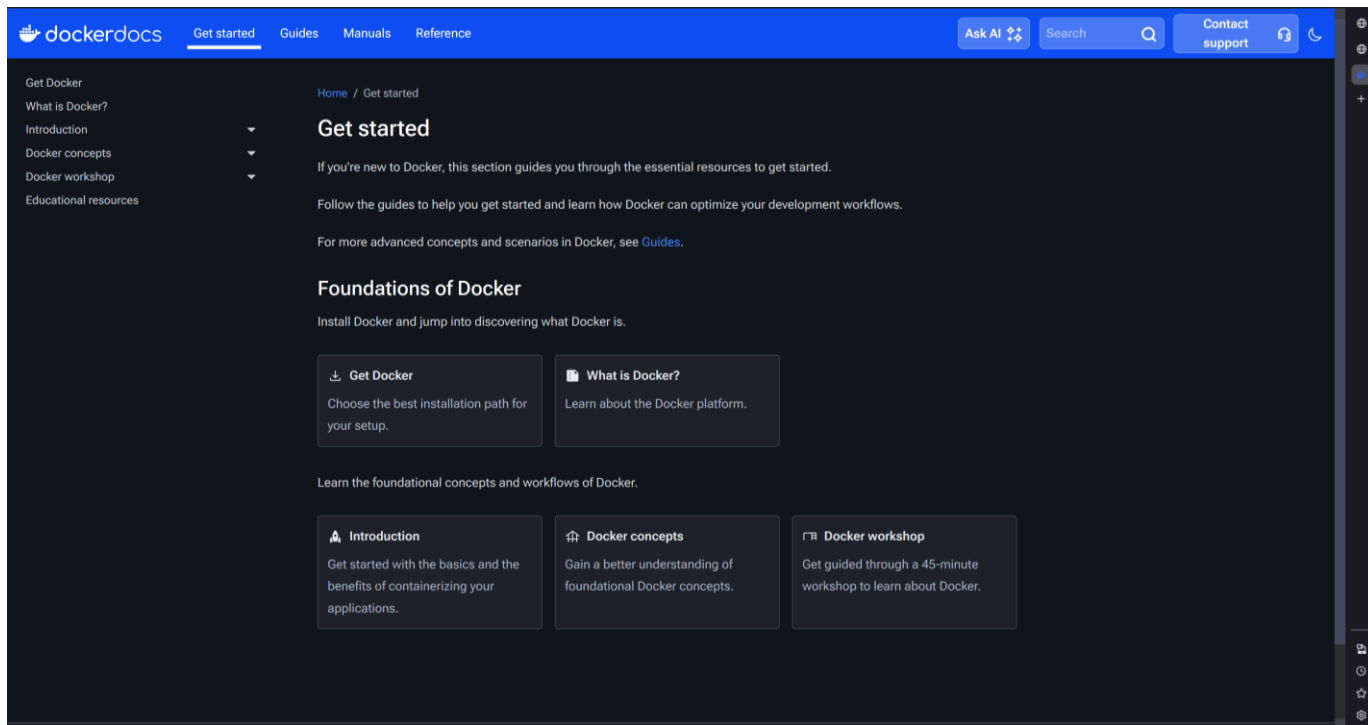 dockerdocs
Get started
Guides
Manuals
Reference
Ask AI
Search
Contact
support
Get Docker
What is Docker?
Introduction
Docker concepts
Docker workshop
Educational resources
Home / Get started
Get started
If you're new to Docker, this section guides you through the essential resources to get started.
Follow the guides to help you get started and learn how Docker can optimize your development workflows.
For more advanced concepts and scenarios in Docker, see Guides.
Foundations of Docker
Install Docker and jump into discovering what Docker is.
Get Docker
Choose the best installation path for
your setup.
What is Docker?
Learn about the Docker platform.
Learn the foundational concepts and workflows of Docker.
Introduction
Get started with the basics and the
benefits of containerizing your
applications.
Docker concepts
Gain a better understanding of
foundational Docker concepts.
Docker workshop
Get guided through a 45-minute
workshop to learn about Docker.